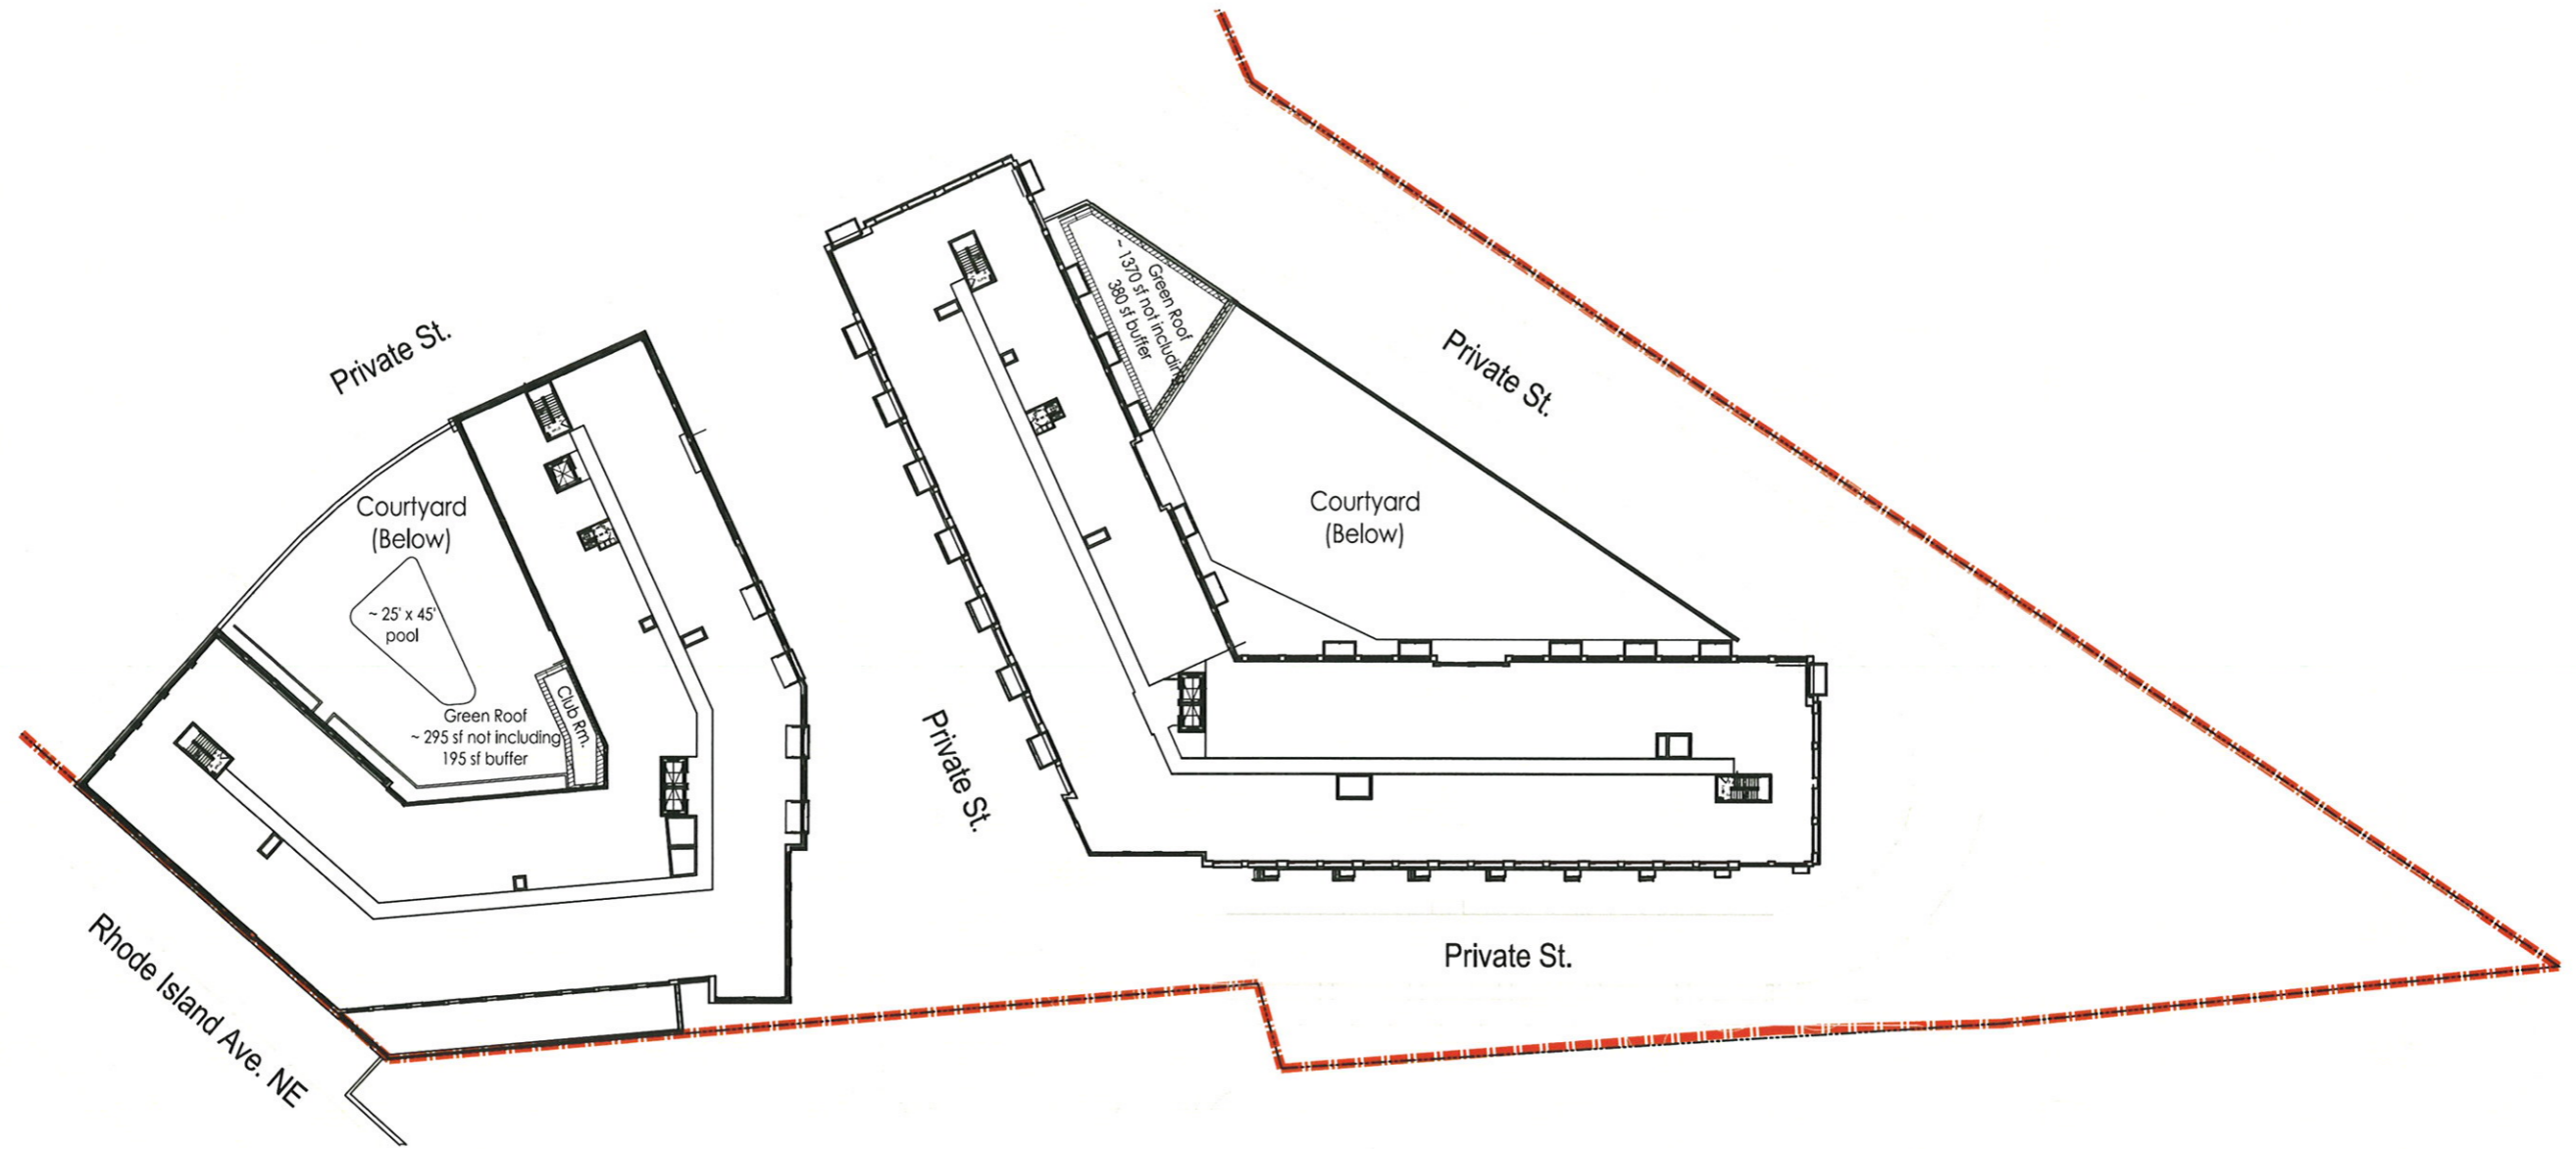 Private St.
Courtyard
(Below)
~ 25' x 45'
pool
Club Rm.
Green Roof
~ 295 sf not including
195 sf buffer
Rhode Island Ave. NE
Green Roof
~ 1370 sf not including
380 sf buffer
Private St.
Courtyard
(Below)
Private St.
Private St.